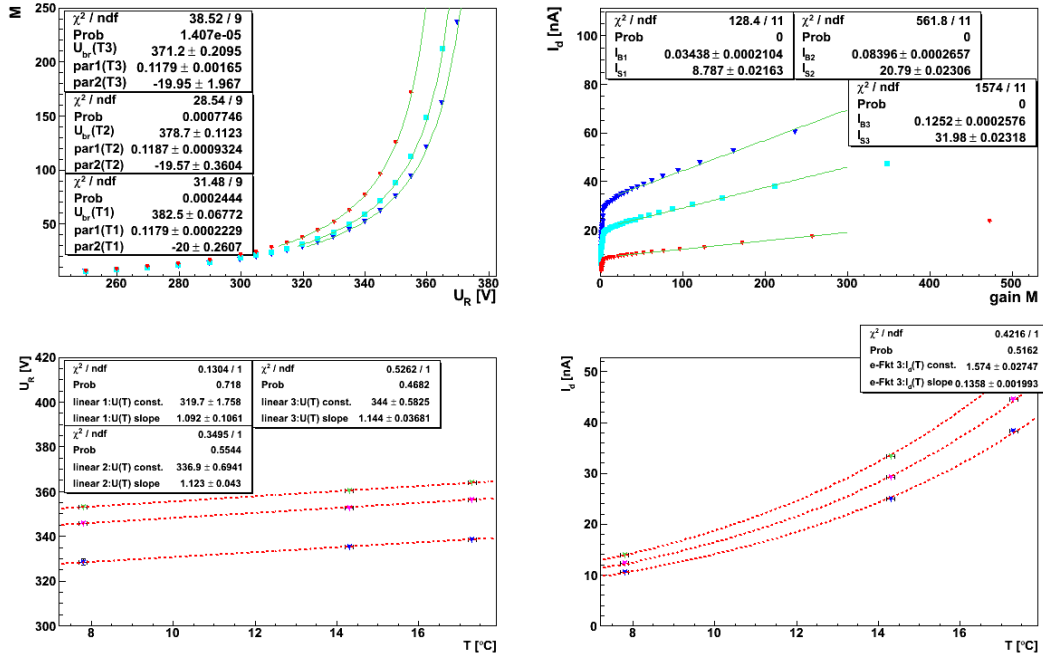 M
χ² / ndf 38.52 / 9
Prob 1.407e-05
U_br(T3) 371.2 ± 0.2095
par1(T3) 0.1179 ± 0.00165
par2(T3) -19.95 ± 1.967
χ² / ndf 28.54 / 9
Prob 0.0007746
U_br(T2) 378.7 ± 0.1123
par1(T2) 0.1187 ± 0.0009324
par2(T2) -19.57 ± 0.3604
χ² / ndf 31.48 / 9
Prob 0.0002444
U_br(T1) 382.5 ± 0.06772
par1(T1) 0.1179 ± 0.0002229
par2(T1) -20 ± 0.2607
250
200
150
100
50
260 280 300 320 340 360 380
U_R [V]
I_d [nA]
χ² / ndf 128.4 / 11
Prob 0
I_B1 0.03438 ± 0.0002104
I_S1 8.787 ± 0.02163
χ² / ndf 561.8 / 11
Prob 0
I_B2 0.08396 ± 0.0002657
I_S2 20.79 ± 0.02306
χ² / ndf 1574 / 11
Prob 0
I_B3 0.1252 ± 0.0002576
I_S3 31.98 ± 0.02318
100
80
60
40
20
0 100 200 300 400 500
gain M
U_R [V]
χ² / ndf 0.1304 / 1
Prob 0.718
linear 1:U(T) const. 319.7 ± 1.758
linear 1:U(T) slope 1.092 ± 0.1061
χ² / ndf 0.5262 / 1
Prob 0.4682
linear 3:U(T) const. 344 ± 0.5825
linear 3:U(T) slope 1.144 ± 0.03681
χ² / ndf 0.3495 / 1
Prob 0.5544
linear 2:U(T) const. 336.9 ± 0.6941
linear 2:U(T) slope 1.123 ± 0.043
420
400
380
360
340
320
300
8 10 12 14 16
T [°C]
I_d [nA]
χ² / ndf 0.4216 / 1
Prob 0.5162
e-Fkt 3:I_d(T) const. 1.574 ± 0.02747
e-Fkt 3:I_d(T) slope 0.1358 ± 0.001993
50
40
30
20
10
0
8 10 12 14 16
T [°C]